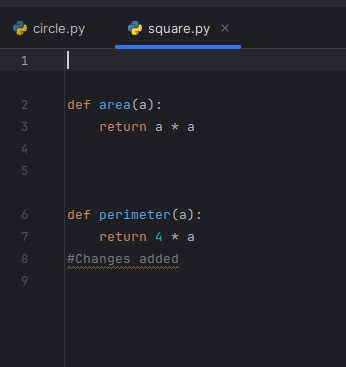 circle.py
square.py ×
1
2 def area(a):
3     return a * a
4
5
6 def perimeter(a):
7     return 4 * a
8 #Changes added
9